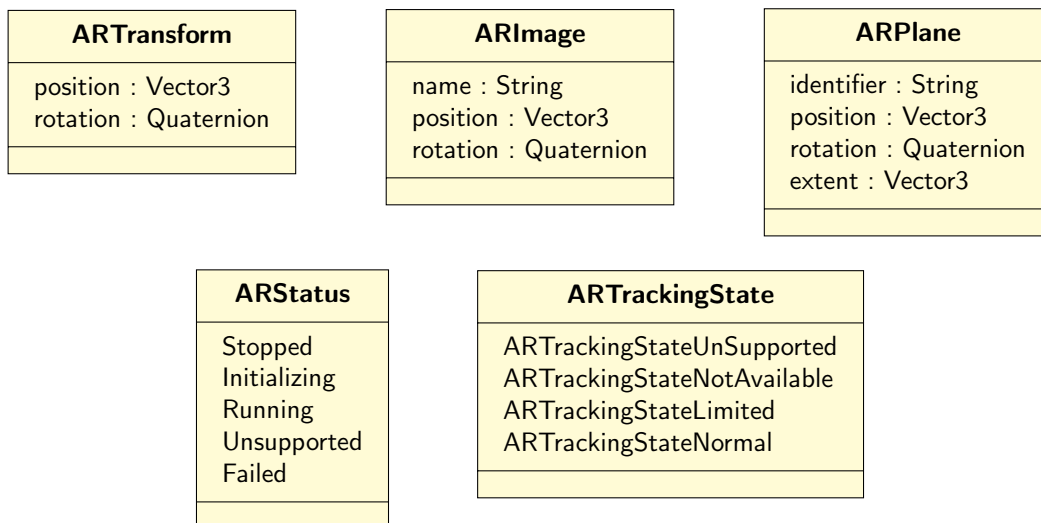 ARTransform
position : Vector3
rotation : Quaternion
ARImage
name : String
position : Vector3
rotation : Quaternion
ARPlane
identifier : String
position : Vector3
rotation : Quaternion
extent : Vector3
ARStatus
Stopped
Initializing
Running
Unsupported
Failed
ARTrackingState
ARTrackingStateUnSupported
ARTrackingStateNotAvailable
ARTrackingStateLimited
ARTrackingStateNormal